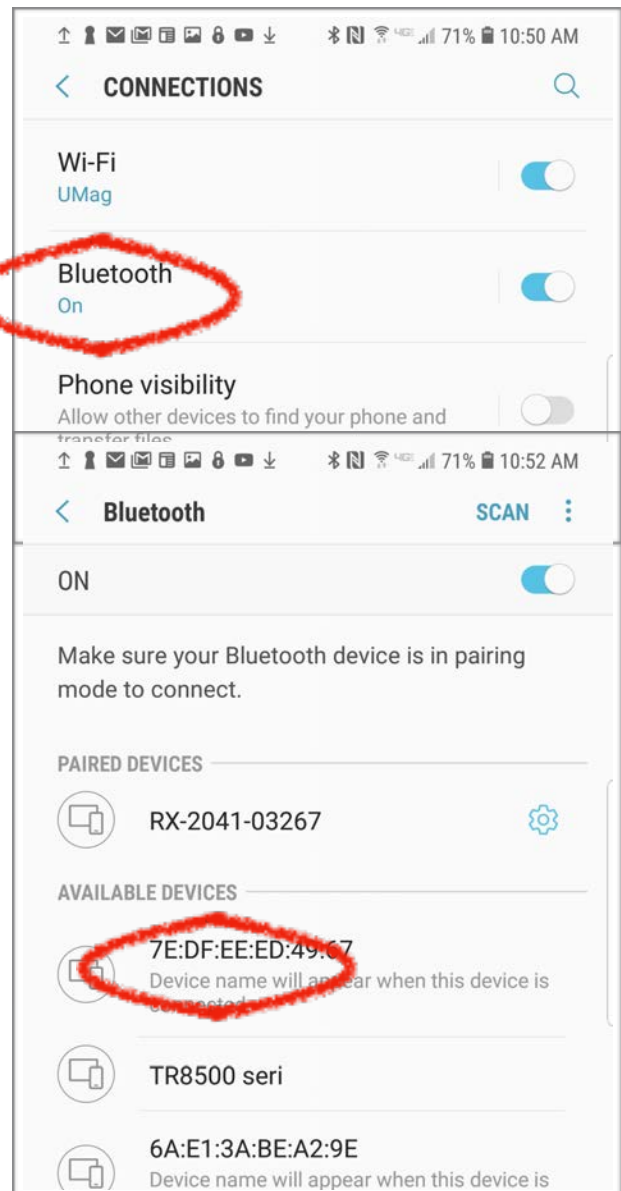 71% 10:50 AM
CONNECTIONS
Wi-Fi
UMag
Bluetooth
On
Phone visibility
Allow other devices to find your phone and
transfer files
71% 10:52 AM
Bluetooth SCAN
ON
Make sure your Bluetooth device is in pairing
mode to connect.
PAIRED DEVICES
RX-2041-03267
AVAILABLE DEVICES
7E:DF:EE:ED:49:67
Device name will appear when this device is
connected
TR8500 seri
6A:E1:3A:BE:A2:9E
Device name will appear when this device is